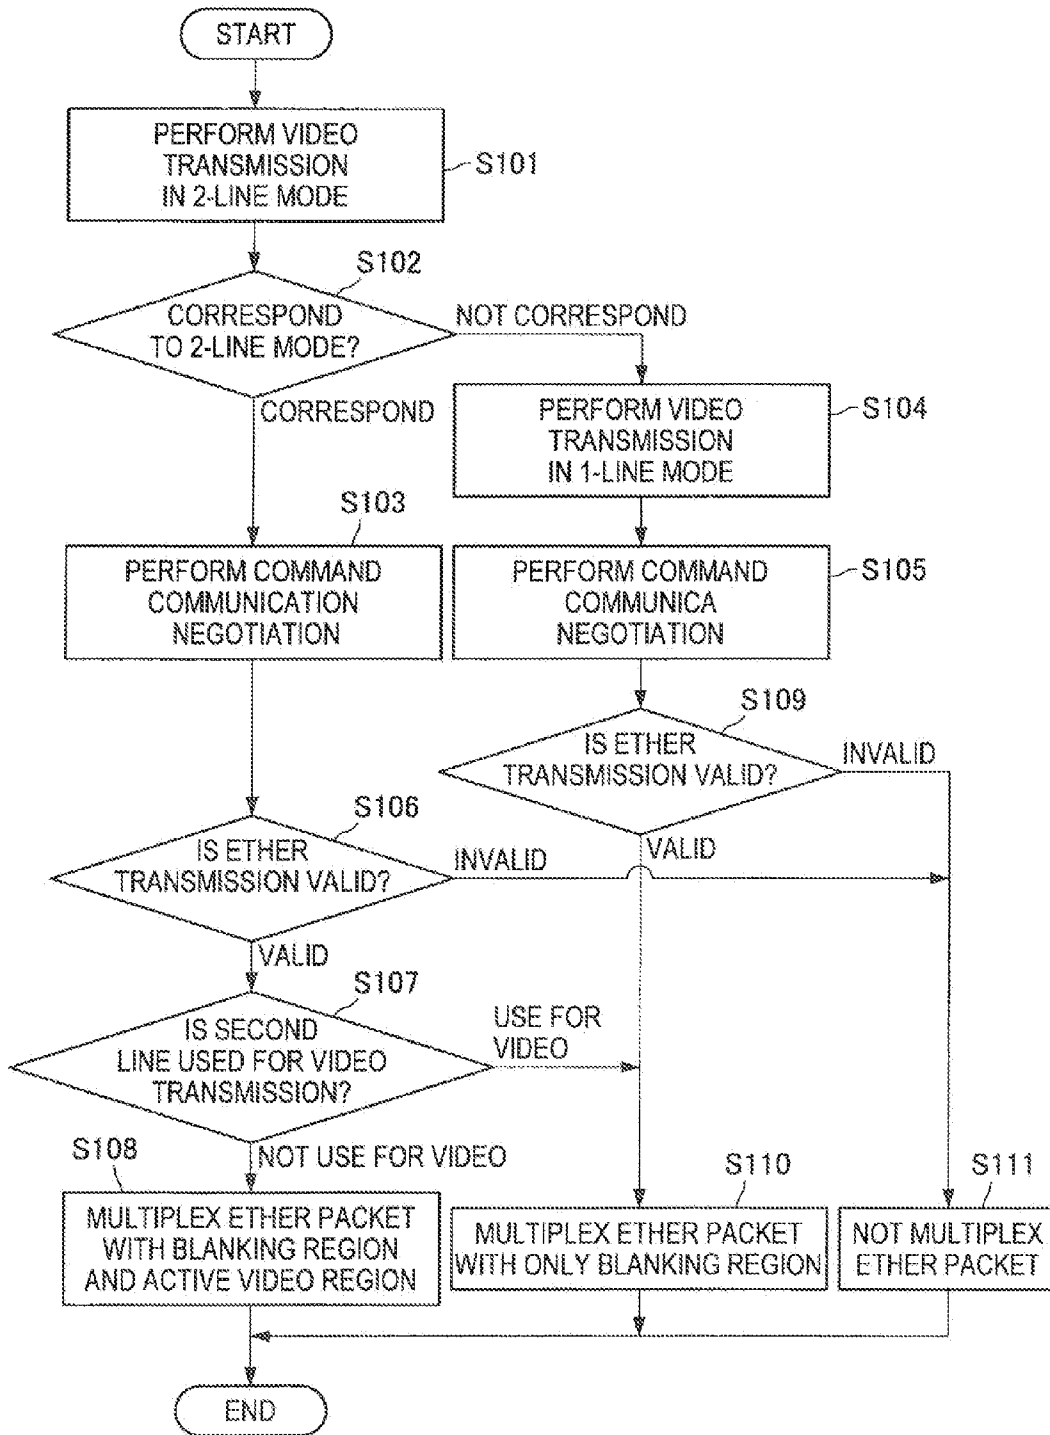 START
PERFORM VIDEO
TRANSMISSION
IN 2-LINE MODE
S101
S102
CORRESPOND
TO 2-LINE MODE?
NOT CORRESPOND
CORRESPOND
PERFORM VIDEO
TRANSMISSION
IN 1-LINE MODE
S104
S103
PERFORM COMMAND
COMMUNICATION
NEGOTIATION
PERFORM COMMAND
COMMUNICA
NEGOTIATION
S105
S109
IS ETHER
TRANSMISSION VALID?
INVALID
VALID
S106
IS ETHER
TRANSMISSION VALID?
INVALID
VALID
S107
IS SECOND
LINE USED FOR VIDEO
TRANSMISSION?
USE FOR
VIDEO
NOT USE FOR VIDEO
S108
MULTIPLEX ETHER PACKET
WITH BLANKING REGION
AND ACTIVE VIDEO REGION
S110
MULTIPLEX ETHER PACKET
WITH ONLY BLANKING REGION
S111
NOT MULTIPLEX
ETHER PACKET
END